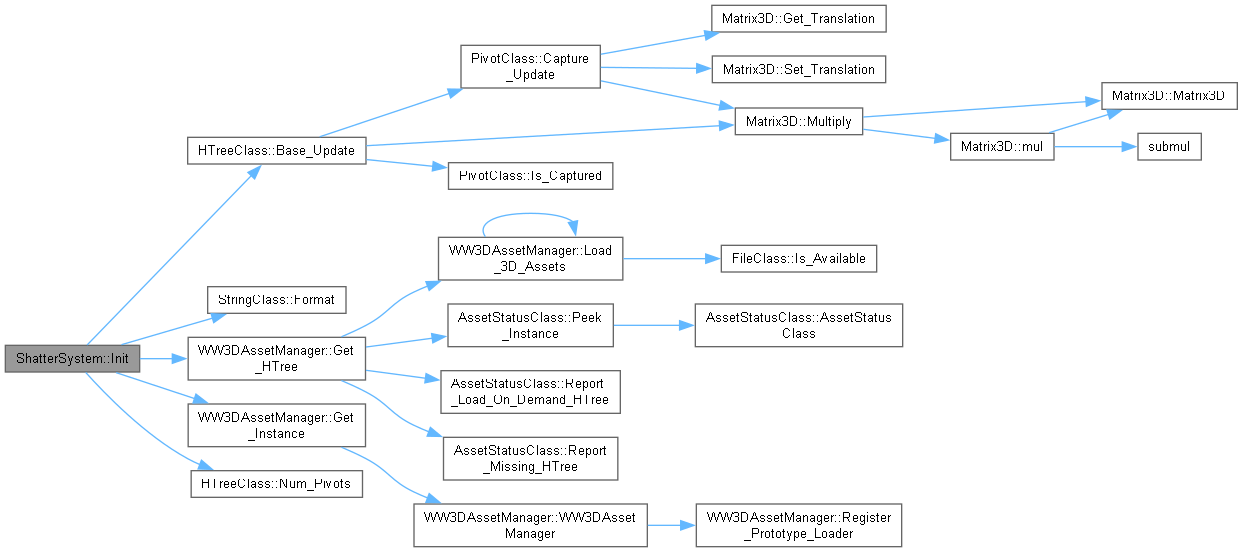 Matrix3D::Get_Translation
PivotClass::Capture
_Update
Matrix3D::Set_Translation
Matrix3D::Matrix3D
Matrix3D::Multiply
HTreeClass::Base_Update
Matrix3D::mul
submul
PivotClass::Is_Captured
WW3DAssetManager::Load
_3D_Assets
FileClass::Is_Available
StringClass::Format
AssetStatusClass::Peek
_Instance
AssetStatusClass::AssetStatus
Class
ShatterSystem::Init
WW3DAssetManager::Get
_HTree
AssetStatusClass::Report
_Load_On_Demand_HTree
WW3DAssetManager::Get
_Instance
AssetStatusClass::Report
_Missing_HTree
HTreeClass::Num_Pivots
WW3DAssetManager::WW3DAsset
Manager
WW3DAssetManager::Register
_Prototype_Loader